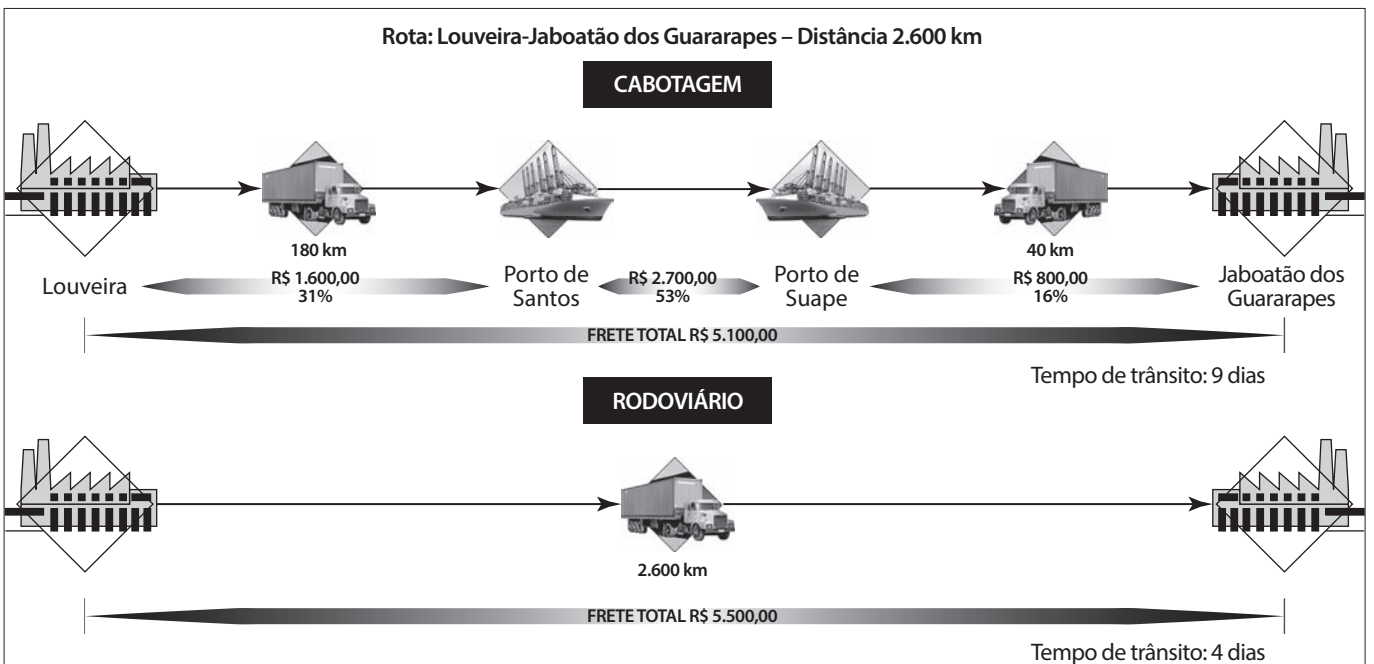 Rota: Louveira-Jaboatão dos Guararapes – Distância 2.600 km
CABOTAGEM
180 km
40 km
Louveira
R$ 1.600,00
31%
Porto de
Santos
R$ 2.700,00
53%
Porto de
Suape
R$ 800,00
16%
Jaboatão dos
Guararapes
FRETE TOTAL R$ 5.100,00
Tempo de trânsito: 9 dias
RODOVIÁRIO
2.600 km
FRETE TOTAL R$ 5.500,00
Tempo de trânsito: 4 dias